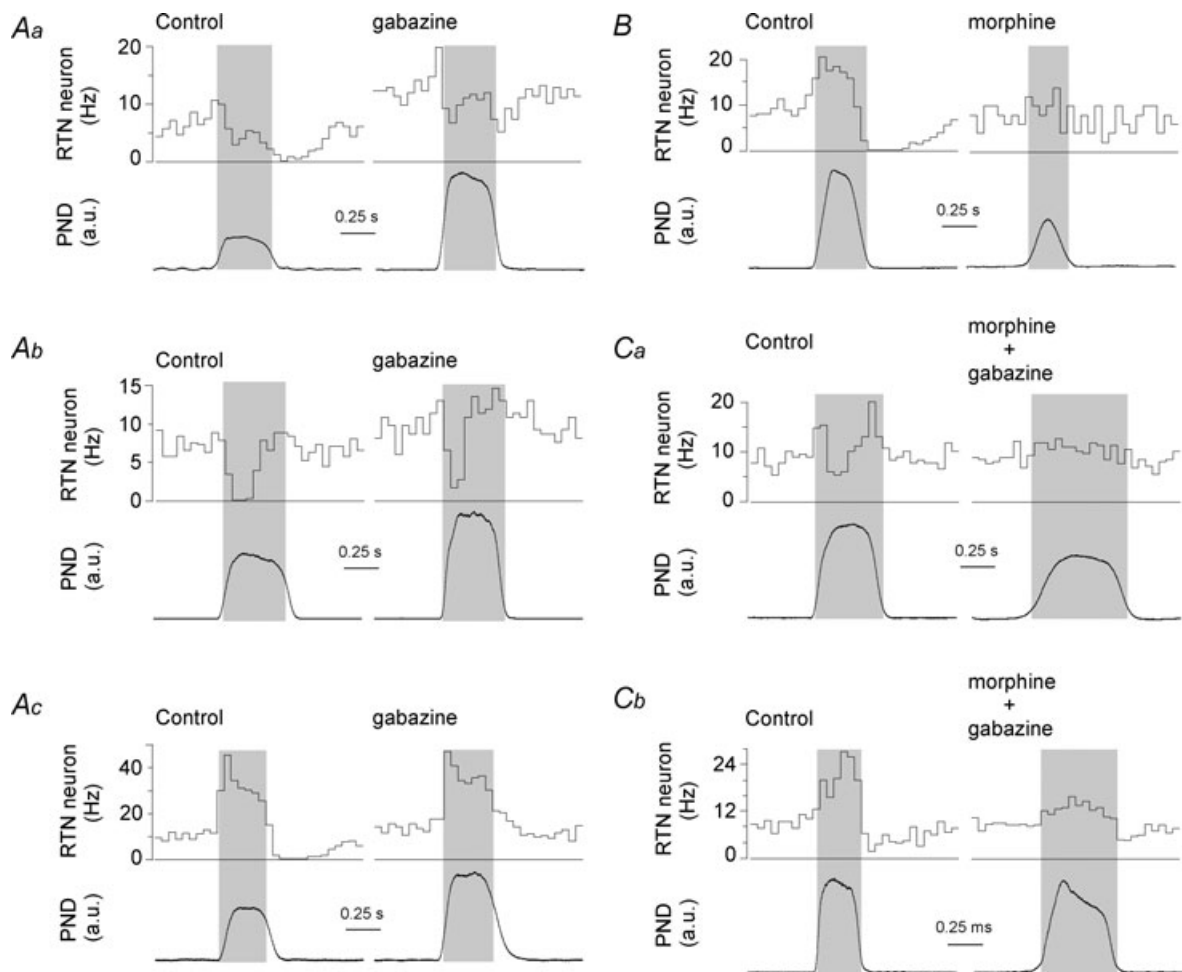 Aa
Control
gabazine
RTN neuron
(Hz)
20
10
0
PND
(a.u.)
0.25 s
Ab
Control
gabazine
RTN neuron
(Hz)
15
10
5
0
PND
(a.u.)
0.25 s
Ac
Control
gabazine
RTN neuron
(Hz)
40
20
0
PND
(a.u.)
0.25 s
B
Control
morphine
RTN neuron
(Hz)
20
10
0
PND
(a.u.)
0.25 s
Ca
Control
morphine
+
gabazine
RTN neuron
(Hz)
20
10
0
PND
(a.u.)
0.25 s
Cb
Control
morphine
+
gabazine
RTN neuron
(Hz)
24
12
0
PND
(a.u.)
0.25 ms